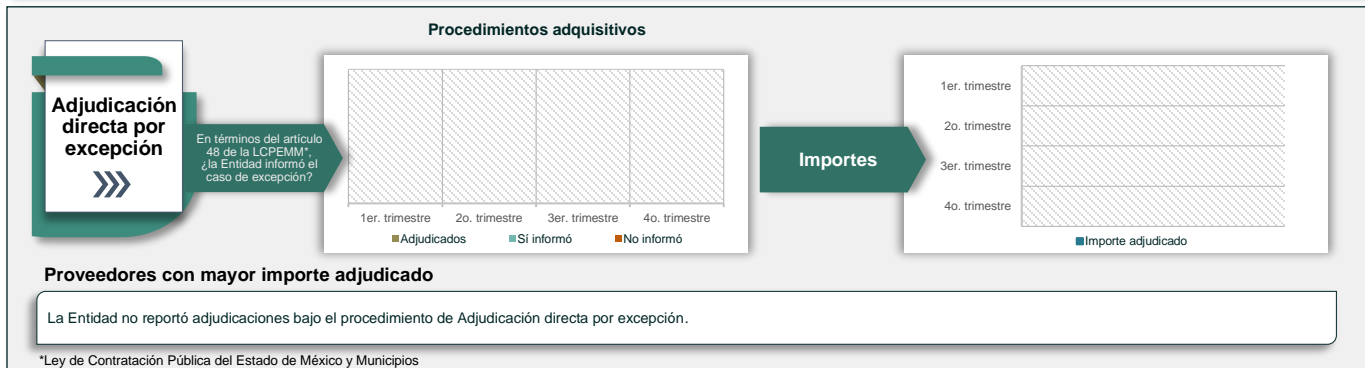 Procedimientos adquisitivos
Adjudicación
directa por
excepción
En términos del artículo
48 de la LCPEMM*,
¿la Entidad informó el
caso de excepción?
1er. trimestre 2o. trimestre 3er. trimestre 4o. trimestre
Adjudicados Sí informó No informó
Importes
1er. trimestre
2o. trimestre
3er. trimestre
4o. trimestre
Importe adjudicado
Proveedores con mayor importe adjudicado
La Entidad no reportó adjudicaciones bajo el procedimiento de Adjudicación directa por excepción.
*Ley de Contratación Pública del Estado de México y Municipios